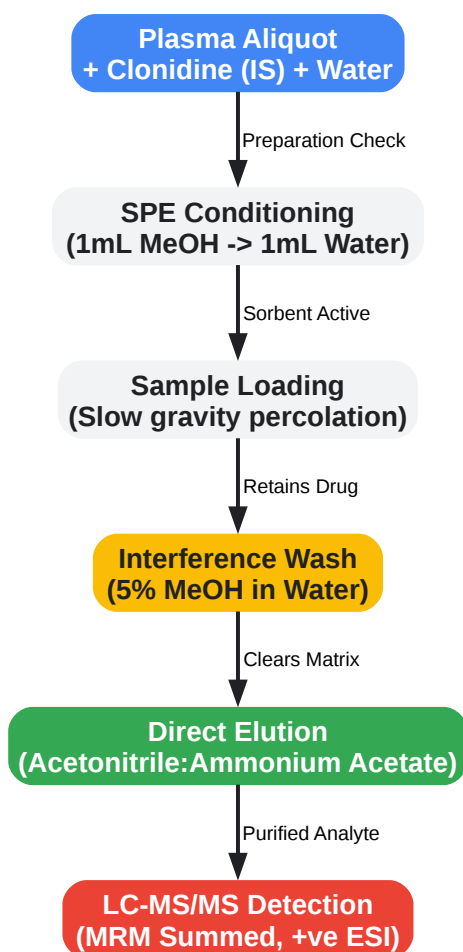 Plasma Aliquot
+ Clonidine (IS) + Water
Preparation Check
SPE Conditioning
(1mL MeOH -> 1mL Water)
Sorbent Active
Sample Loading
(Slow gravity percolation)
Retains Drug
Interference Wash
(5% MeOH in Water)
Clears Matrix
Direct Elution
(Acetonitrile:Ammonium Acetate)
Purified Analyte
LC-MS/MS Detection
(MRM Summed, +ve ESI)